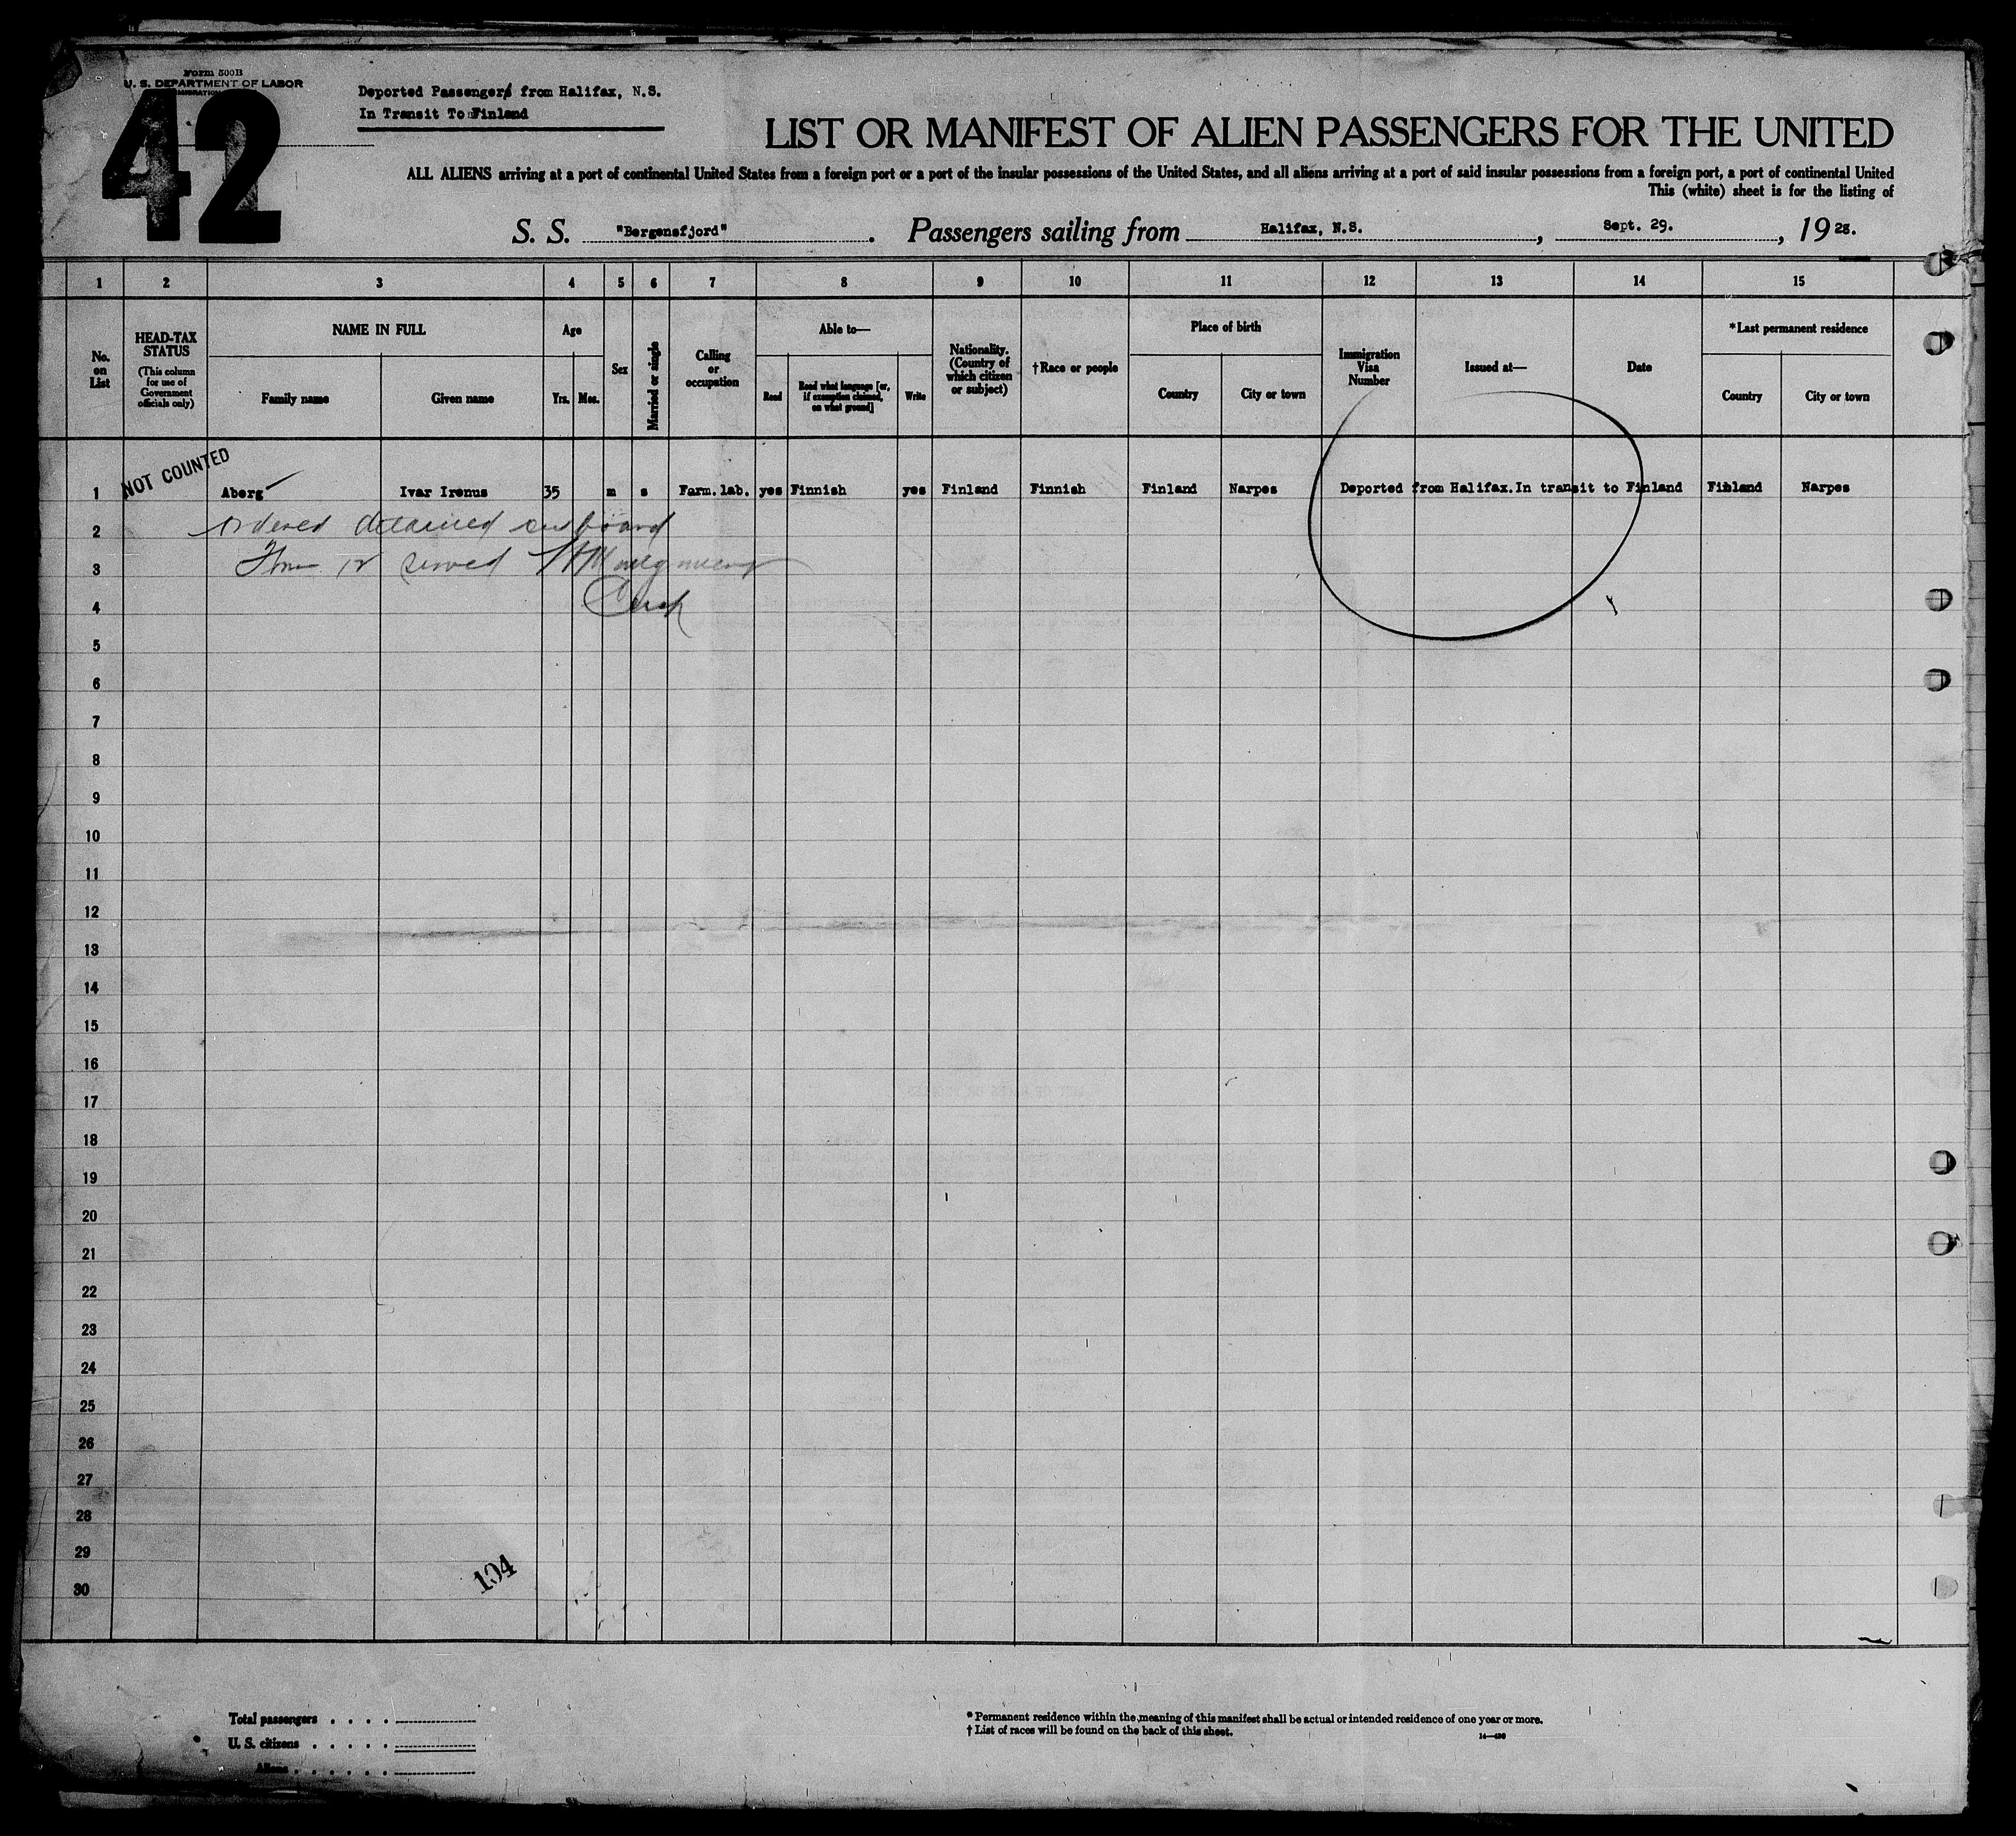 Form 500B
U. S. DEPARTMENT OF LABOR
42
Deported Passengers from Halifax, N.S.
In Transit To Finland
LIST OR MANIFEST OF ALIEN PASSENGERS FOR THE UNITED
ALL ALIENS arriving at a port of continental United States from a foreign port or a port of the insular possessions of the United States, and all aliens arriving at a port of said insular possessions from a foreign port, a port of continental United
This (white) sheet is for the listing of
S. S. "Bergensfjord" . Passengers sailing from Halifax, N.S. , Sept. 29. , 1928.
1 2 3 4 5 6 7 8 9 10 11 12 13 14 15
No. on List
HEAD-TAX STATUS
(This column for use of Government officials only)
NAME IN FULL
Family name
Given name
Age
Yrs.
Mos.
Sex
Married or single
Calling or occupation
Able to—
Read
Read what language [or, if exemption claimed, on what ground]
Write
Nationality. (Country of which citizen or subject)
†Race or people
Place of birth
Country
City or town
Immigration Visa Number
Issued at—
Date
*Last permanent residence
Country
City or town
NOT COUNTED
1 Aberg Ivar Irenus 35 m s Farm.lab. yes Finnish yes Finland Finnish Finland Narpes Deported from Halifax.In transit to Finland Finland Narpes
2 ordered detained on board
3 served
4
5
6
7
8
9
10
11
12
13
14
15
16
17
18
19
20
21
22
23
24
25
26
27
28
29
30
104
Total passengers . . . .
U. S. citizens . . . . .
Aliens . . . . . .
* Permanent residence within the meaning of this manifest shall be actual or intended residence of one year or more.
† List of races will be found on the back of this sheet.